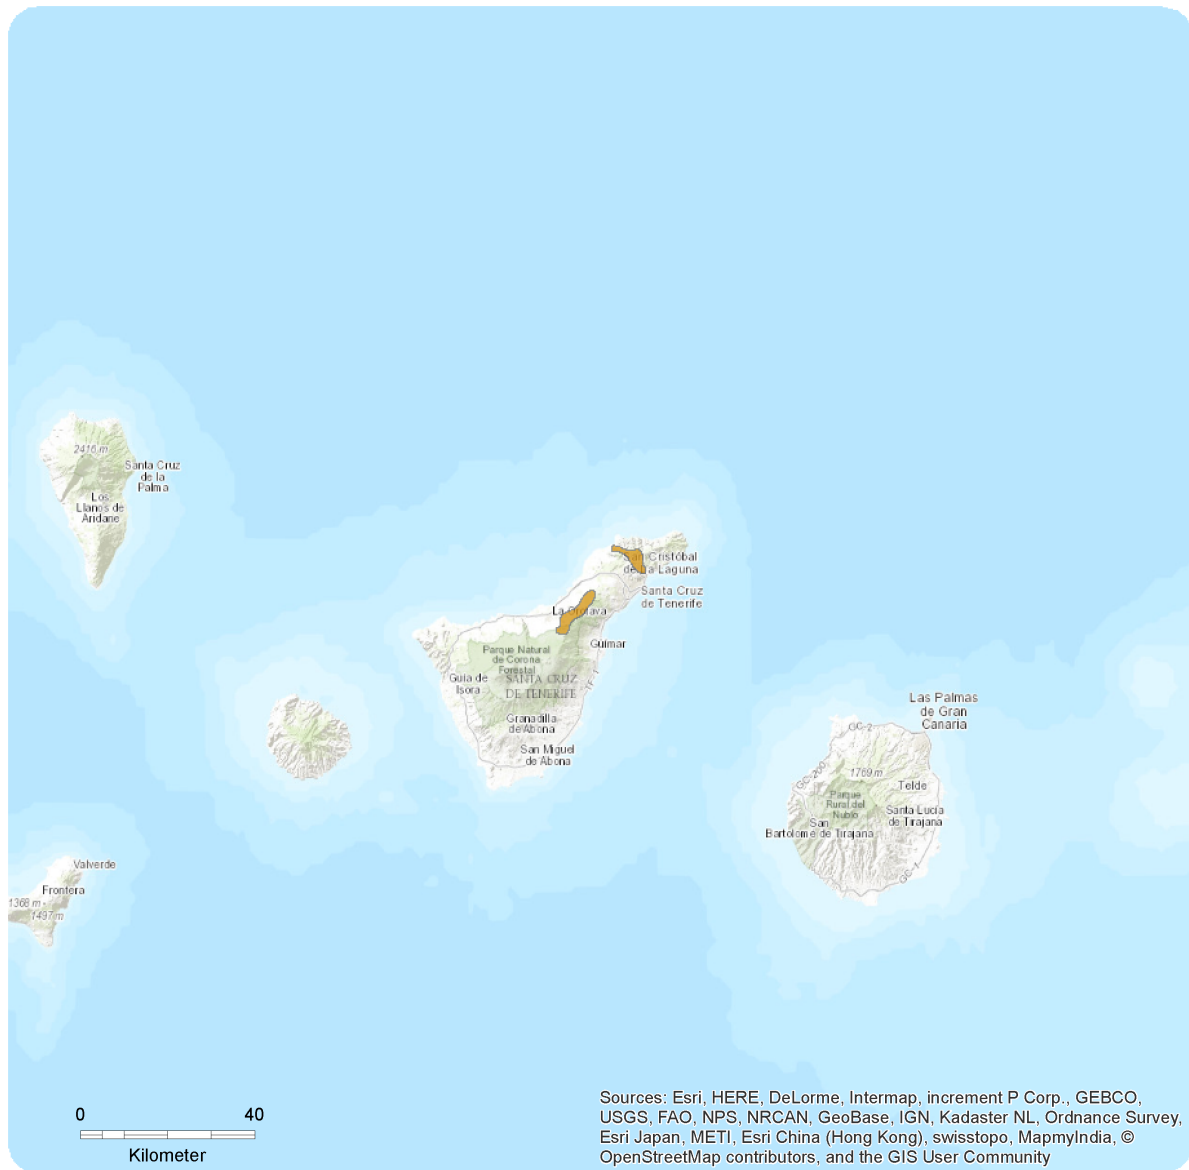 2416 m
Santa Cruz
de la
Palma
Los
Llanos de
Aridane
San Cristóbal
de La Laguna
Santa Cruz
de Tenerife
La Orotava
Güímar
Parque Natural
de Corona
Forestal
Guía de
Isora
SANTA CRUZ
DE TENERIFE
TF-1
Granadilla
de Abona
San Miguel
de Abona
Las Palmas
de Gran
Canaria
GC-2
GC-200
1769 m
Telde
Parque
Rural del
Nublo
Santa Lucía
de Tirajana
San
Bartolomé de Tirajana
GC-1
Valverde
Frontera
1368 m
1497 m
0 40
Kilometer
Sources: Esri, HERE, DeLorme, Intermap, increment P Corp., GEBCO,
USGS, FAO, NPS, NRCAN, GeoBase, IGN, Kadaster NL, Ordnance Survey,
Esri Japan, METI, Esri China (Hong Kong), swisstopo, MapmyIndia, ©
OpenStreetMap contributors, and the GIS User Community